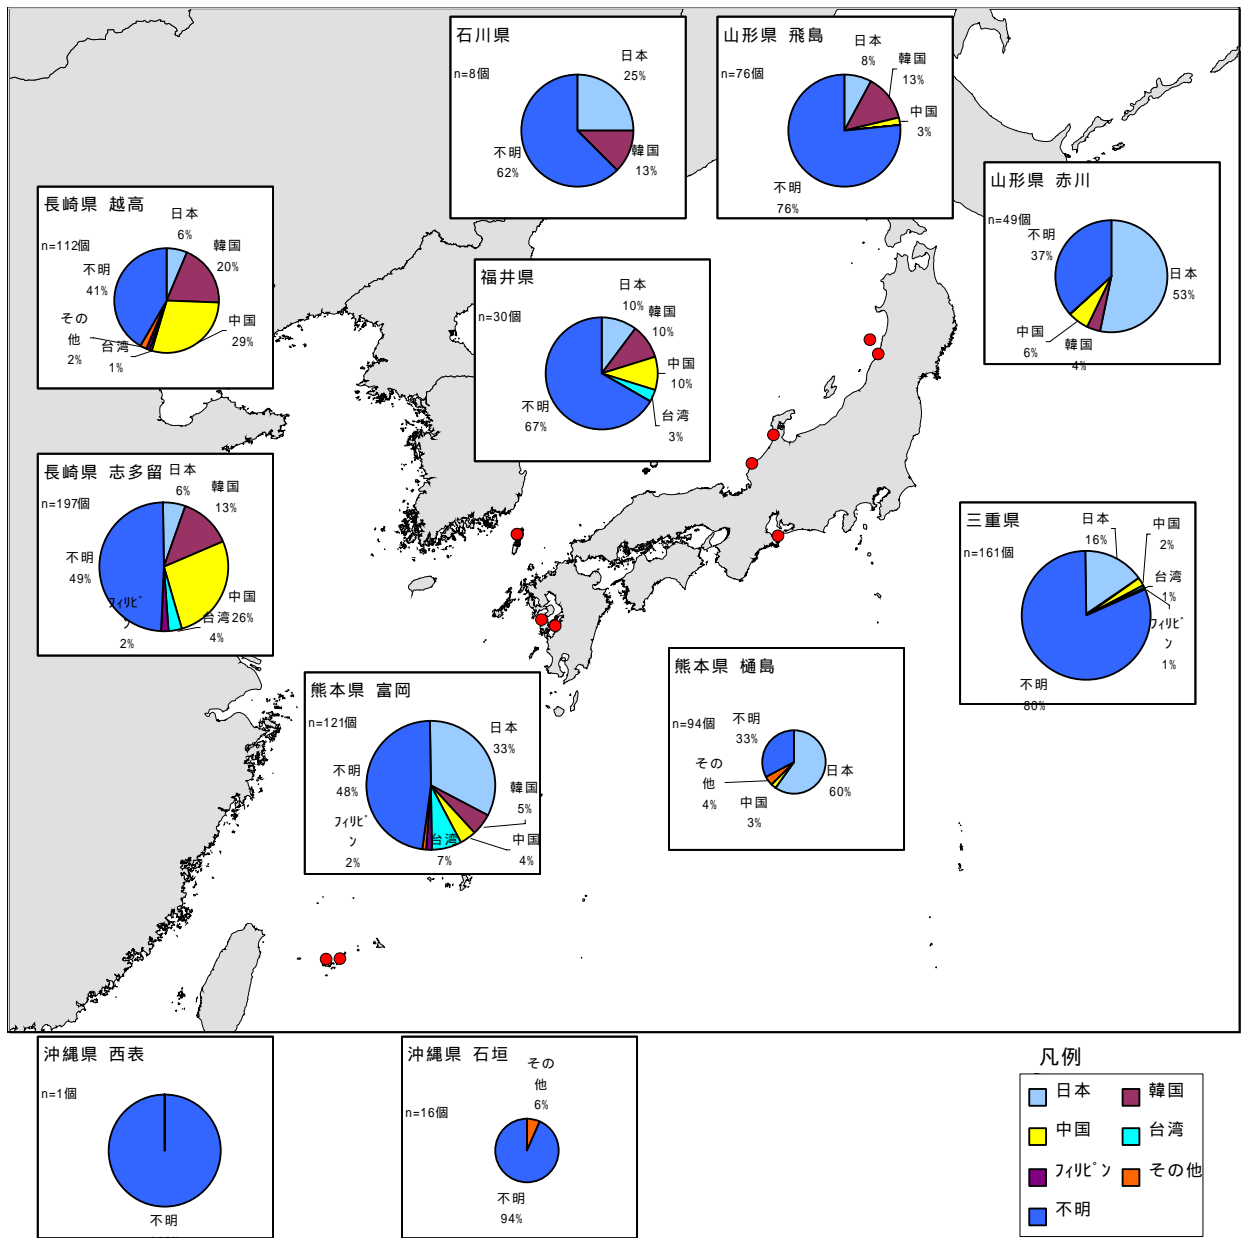 石川県
n=8個
日本
25%
韓国
13%
不明
62%
山形県 飛島
n=76個
日本
8%
韓国
13%
中国
3%
不明
76%
山形県 赤川
n=49個
不明
37%
日本
53%
中国
6%
韓国
4%
長崎県 越高
n=112個
日本
6%
韓国
20%
不明
41%
中国
29%
その
他
2%
台湾
1%
福井県
n=30個
日本
10%
韓国
10%
中国
10%
台湾
3%
不明
67%
長崎県 志多留
n=197個
日本
6%
韓国
13%
不明
49%
中国
26%
台湾
4%
フィリピ
ン
2%
三重県
n=161個
日本
16%
中国
2%
台湾
1%
フィリピ
ン
1%
不明
80%
熊本県 富岡
n=121個
日本
33%
韓国
5%
中国
4%
台湾
7%
フィリピ
ン
2%
不明
48%
熊本県 樋島
n=94個
不明
33%
その
他
4%
中国
3%
日本
60%
沖縄県 西表
n=1個
不明
沖縄県 石垣
n=16個
その
他
6%
不明
94%
凡例
日本
韓国
中国
台湾
フィリピン
その他
不明